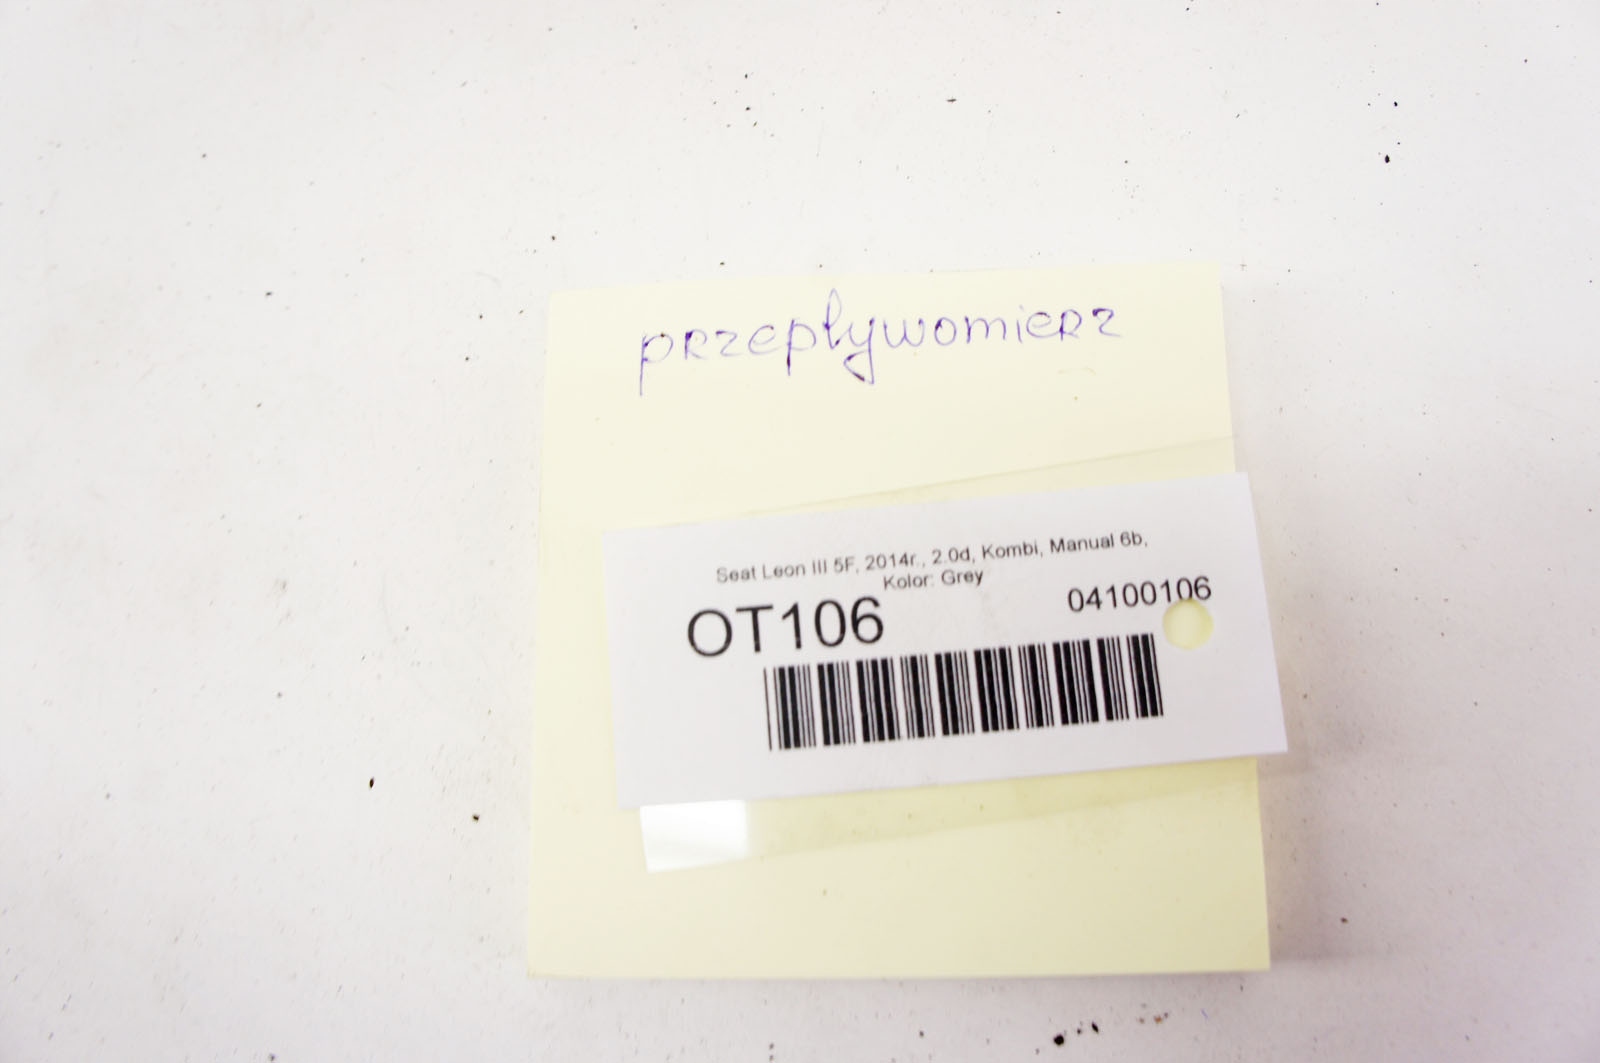 przepływomierz
Seat Leon III 5F, 2014r., 2.0d, Kombi, Manual 6b,
Kolor: Grey
OT106
04100106